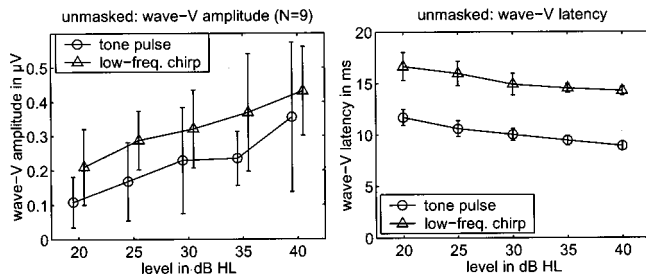 unmasked: wave-V amplitude (N=9)
tone pulse
low-freq. chirp
wave-V amplitude in µV
0.6
0.5
0.4
0.3
0.2
0.1
0
20 25 30 35 40
level in dB HL
unmasked: wave-V latency
wave-V latency in ms
20
15
10
5
0
tone pulse
low-freq. chirp
20 25 30 35 40
level in dB HL